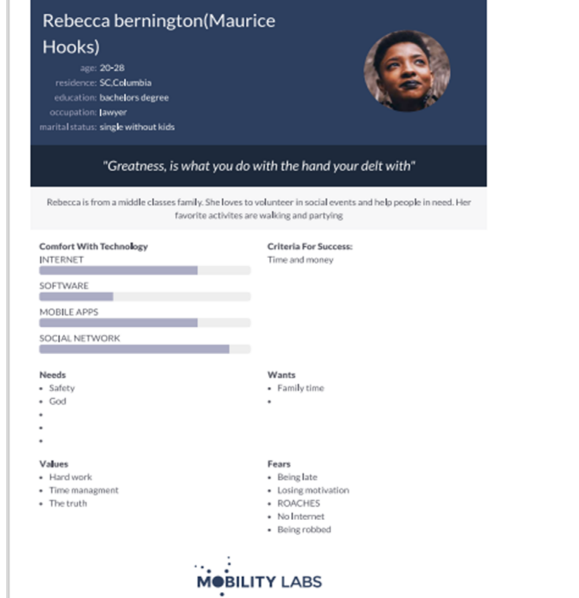 Rebecca bernington(Maurice
Hooks)
age: 20-28
residence: SC,Columbia
education: bachelors degree
occupation: lawyer
marital status: single without kids
"Greatness, is what you do with the hand your delt with"
Rebecca is from a middle classes family. She loves to volunteer in social events and help people in need. Her
favorite activites are walking and partying
Comfort With Technology
INTERNET
SOFTWARE
MOBILE APPS
SOCIAL NETWORK
Criteria For Success:
Time and money
Needs
• Safety
• God
•
•
•
Wants
• Family time
•
Values
• Hard work
• Time managment
• The truth
Fears
• Being late
• Losing motivation
• ROACHES
• No Internet
• Being robbed
MOBILITY LABS